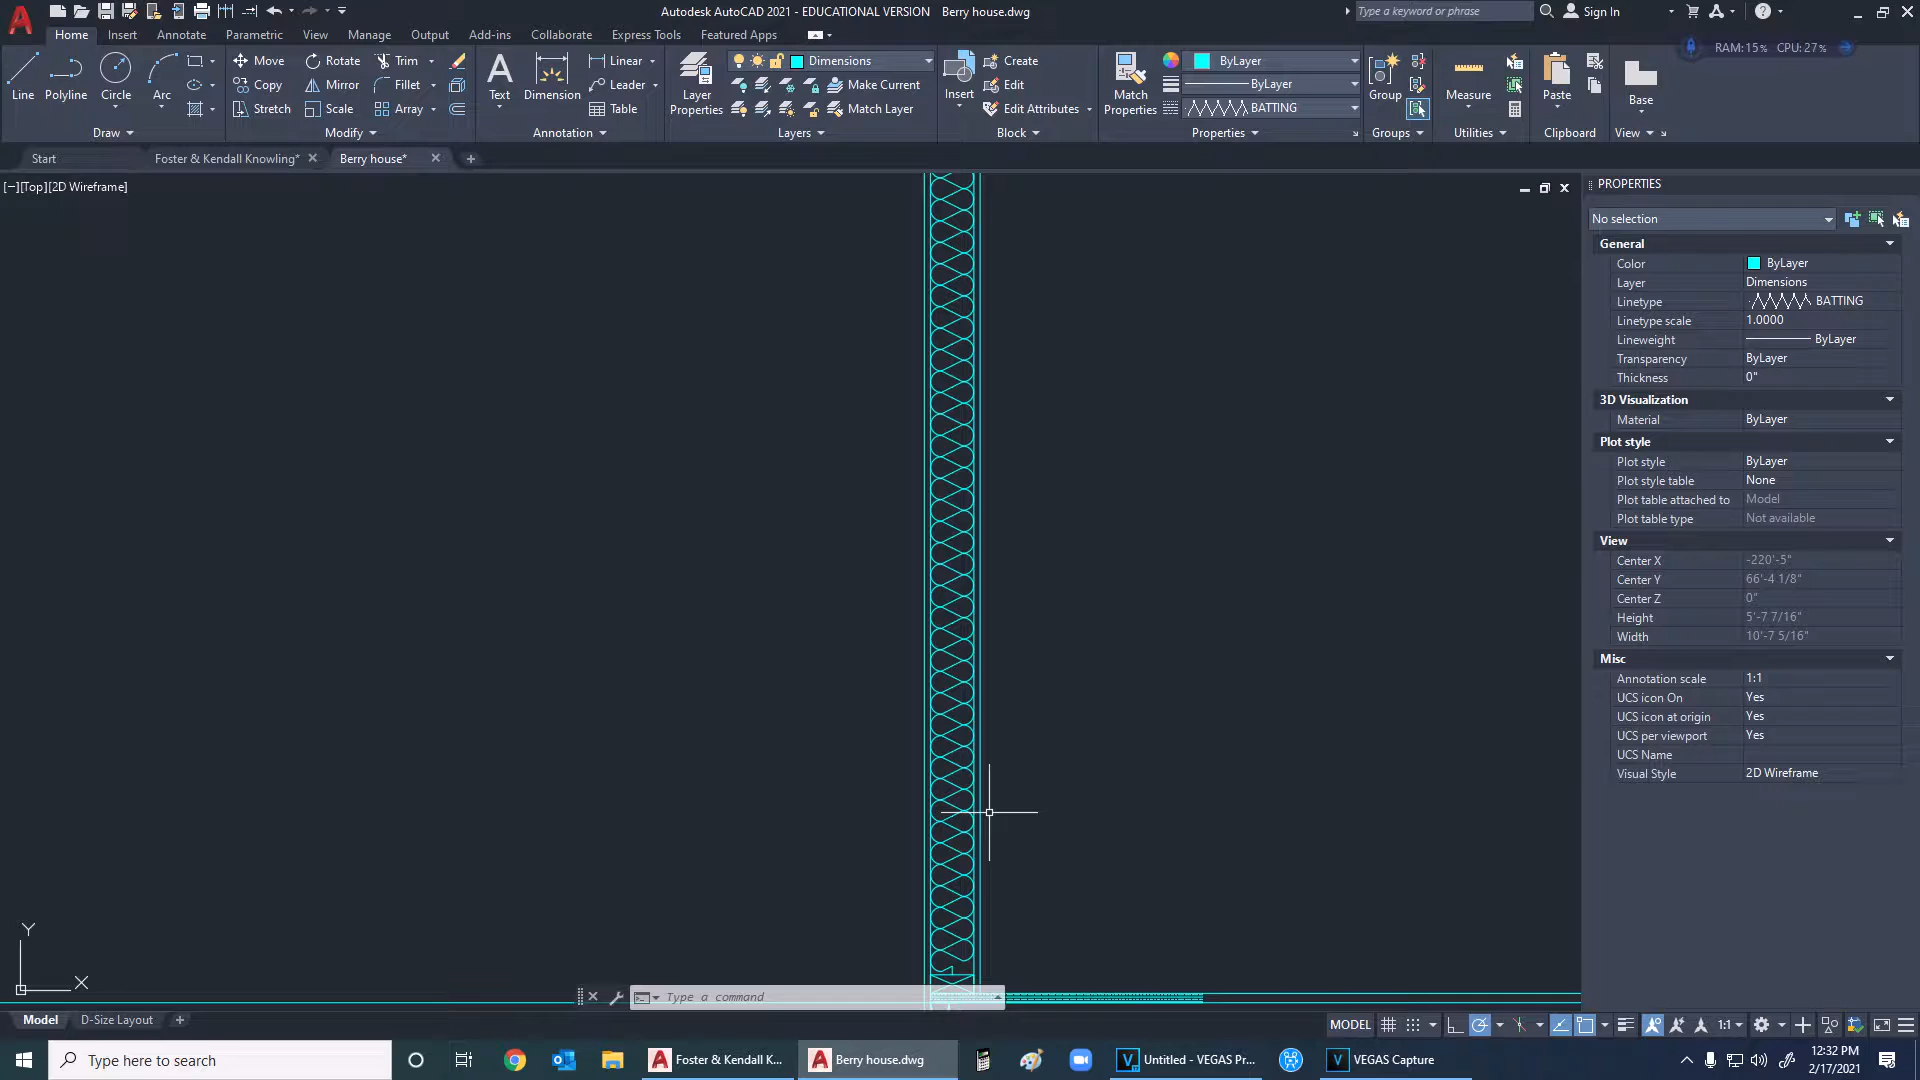 Autodesk AutoCAD 2021 - EDUCATIONAL VERSION Berry house.dwg
Type a keyword or phrase
Sign In
Home Insert Annotate Parametric View Manage Output Add-ins Collaborate Express Tools Featured Apps
RAM:15% CPU:27%
Line Polyline Circle Arc
Move Rotate Trim
Copy Mirror Fillet
Stretch Scale Array
Text Dimension
Linear
Leader
Table
Layer Properties
Dimensions
Make Current
Match Layer
Insert
Create
Edit
Edit Attributes
Match Properties
ByLayer
ByLayer
BATTING
Group
Measure
Paste
Base
Draw Modify Annotation Layers Block Properties Groups Utilities Clipboard View
Start Foster & Kendall Knowling* Berry house*
[−][Top][2D Wireframe]
PROPERTIES
No selection
General
Color ByLayer
Layer Dimensions
Linetype BATTING
Linetype scale 1.0000
Lineweight ByLayer
Transparency ByLayer
Thickness 0"
3D Visualization
Material ByLayer
Plot style
Plot style ByLayer
Plot style table None
Plot table attached to Model
Plot table type Not available
View
Center X -220'-5"
Center Y 66'-4 1/8"
Center Z 0"
Height 5'-7 7/16"
Width 10'-7 5/16"
Misc
Annotation scale 1:1
UCS icon On Yes
UCS icon at origin Yes
UCS per viewport Yes
UCS Name
Visual Style 2D Wireframe
Y
X
Type a command
Model D-Size Layout
MODEL 1:1
Type here to search
Foster & Kendall K...
Berry house.dwg
Untitled - VEGAS Pr...
VEGAS Capture
12:32 PM
2/17/2021